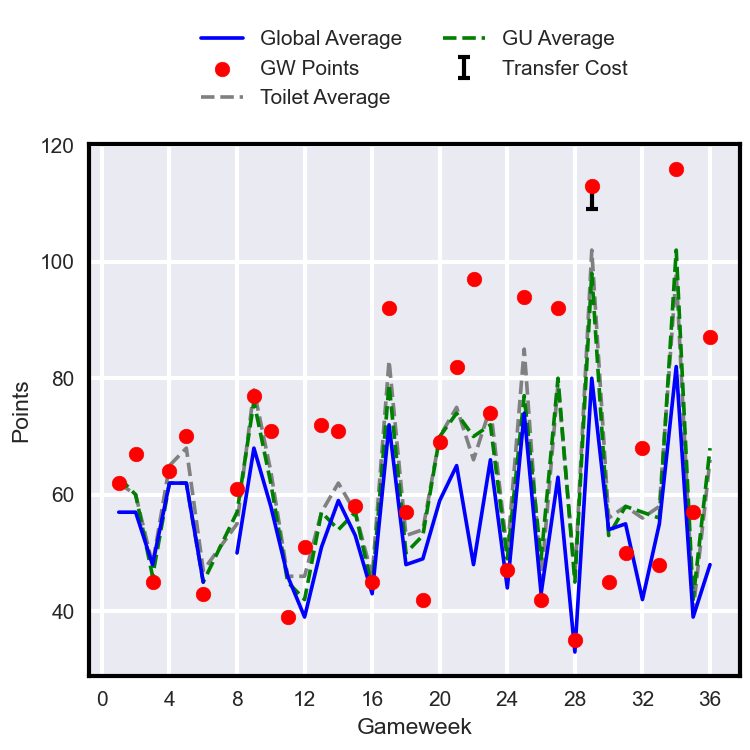 Global Average
GW Points
Toilet Average
GU Average
Transfer Cost
120
100
80
60
40
Points
0 4 8 12 16 20 24 28 32 36
Gameweek